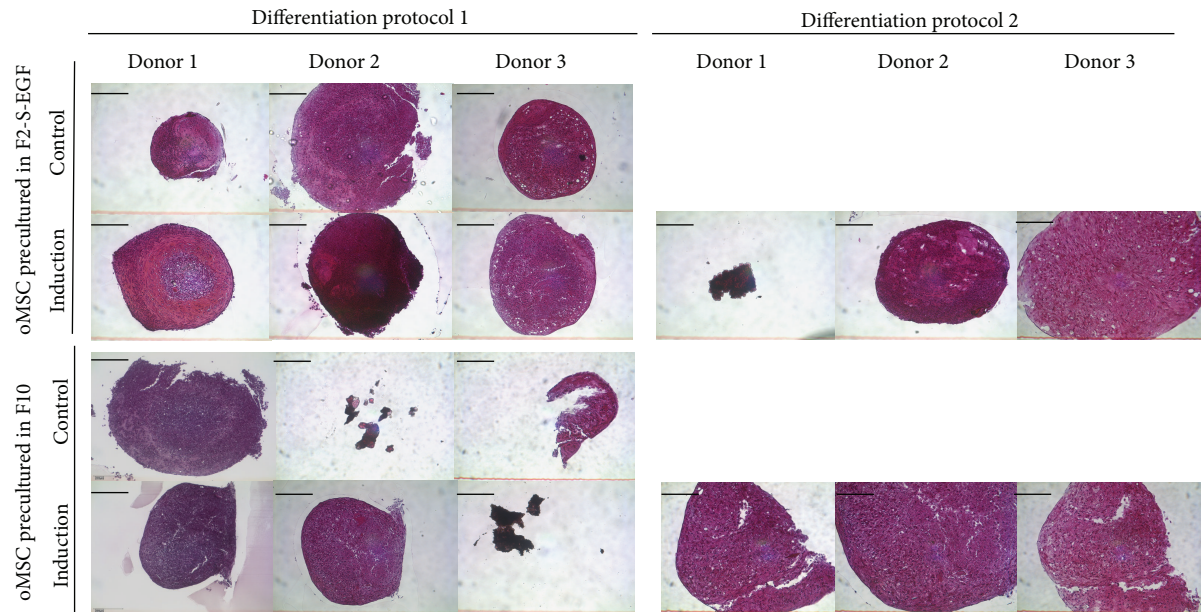 Differentiation protocol 1
Differentiation protocol 2
Donor 1
Donor 2
Donor 3
Donor 1
Donor 2
Donor 3
oMSC precultured in F2-S-EGF
Control
Induction
oMSC precultured in F10
Control
Induction